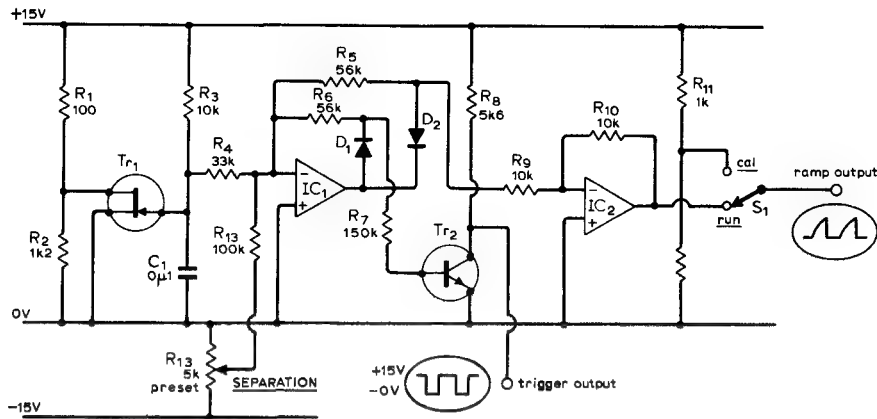 +15V
R1
100
R3
10k
R5
56k
R6
56k
R8
5k6
R11
1k
Tr1
R4
33k
D1
D2
R10
10k
cal
ramp output
IC1
R9
10k
IC2
S1
run
R2
1k2
R13
100k
R7
150k
Tr2
C1
0µ1
0V
R13
5k
preset
SEPARATION
+15V
-0V
trigger output
-15V
-
+
-
+